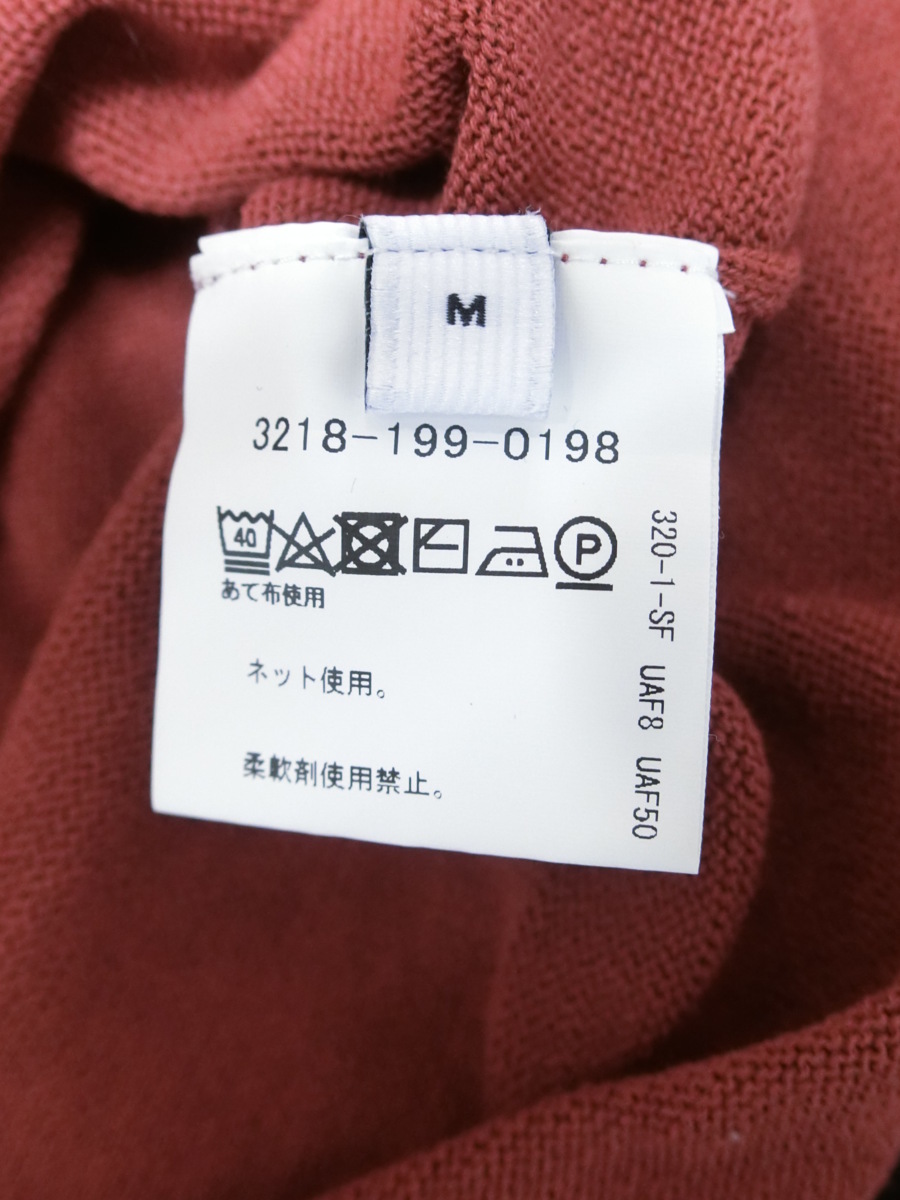 M
3218-199-0198
40
P
あて布使用
ネット使用。
柔軟剤使用禁止。
320-1-SF UAF8 UAF50